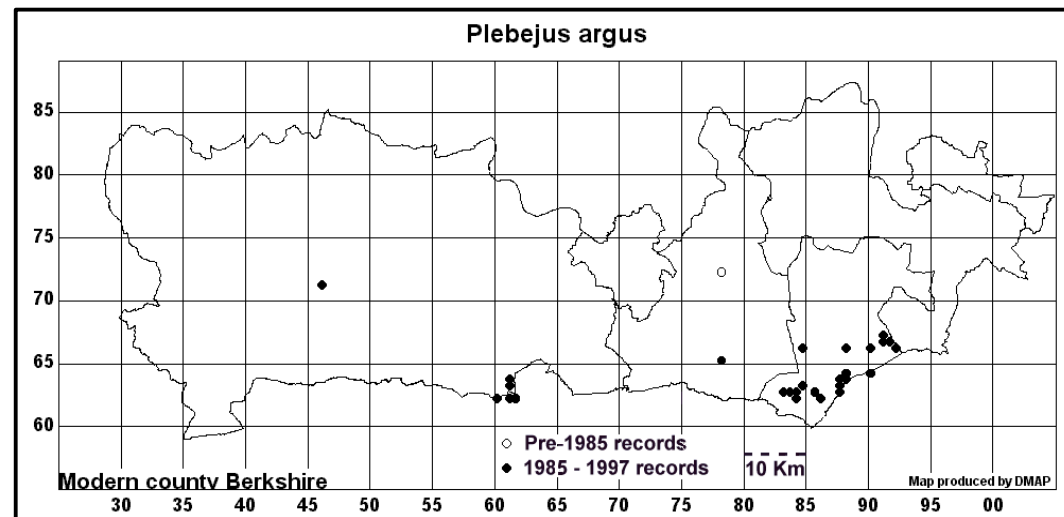 Plebejus argus
85
80
75
70
65
60
Pre-1985 records
1985 - 1997 records
10 Km
Modern county Berkshire
Map produced by DMAP
30 35 40 45 50 55 60 65 70 75 80 85 90 95 00